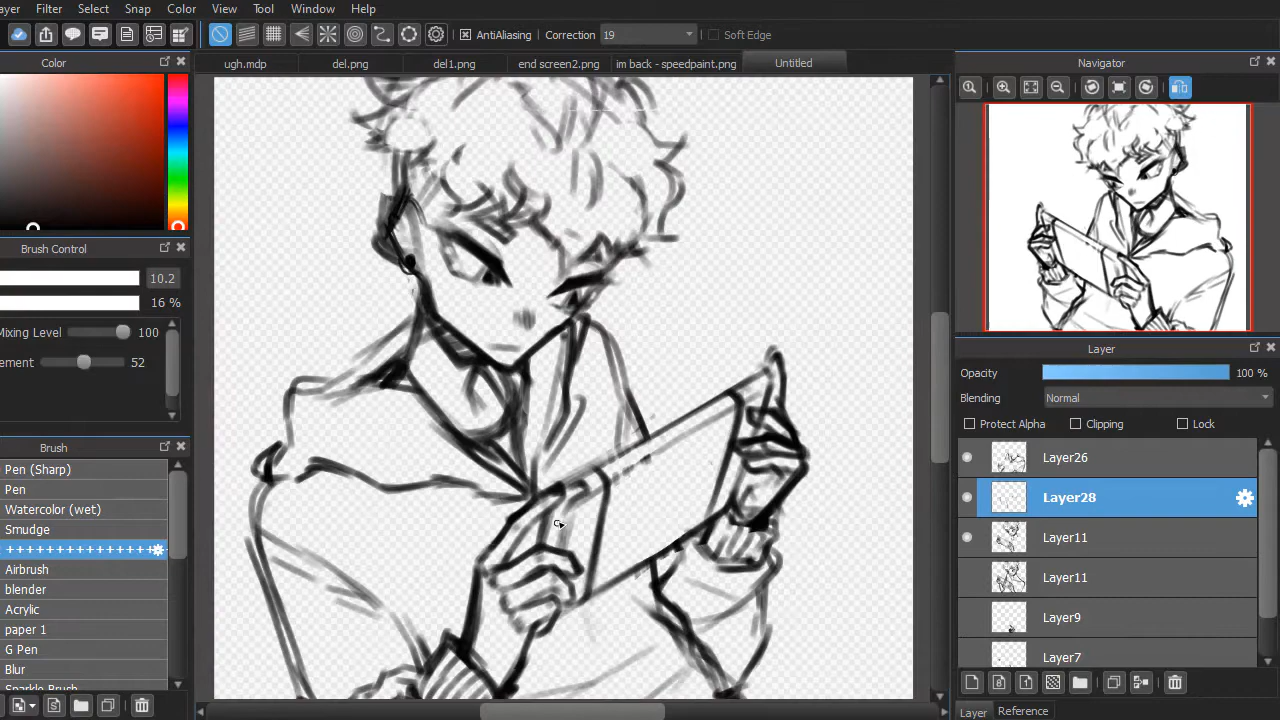 ayer Filter Select Snap Color View Tool Window Help
AntiAliasing Correction 19 Soft Edge
Color
ugh.mdp del.png del1.png end screen2.png im back - speedpaint.png Untitled
Navigator
Brush Control
10.2
16 %
Mixing Level 100
ement 52
Layer
Opacity 100 %
Blending Normal
Protect Alpha Clipping Lock
Brush
Pen (Sharp)
Pen
Watercolor (wet)
Smudge
+++++++++++++++
Airbrush
blender
Acrylic
paper 1
G Pen
Blur
Sparkle Brush
Layer26
Layer28
Layer11
Layer11
Layer9
Layer7
Layer Reference